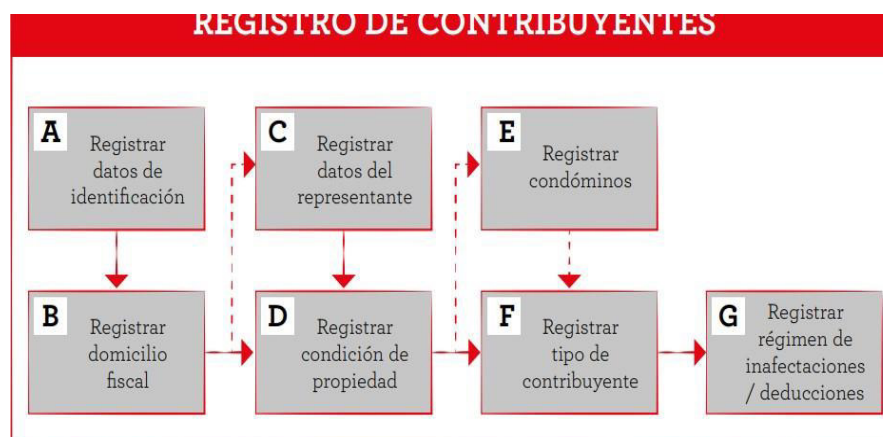 REGISTRO DE CONTRIBUYENTES
A
Registrar
datos de
identificación
C
Registrar
datos del
representante
E
Registrar
condóminos
B
Registrar
domicilio
fiscal
D
Registrar
condición de
propiedad
F
Registrar
tipo de
contribuyente
G
Registrar
régimen de
inafectaciones
/ deducciones